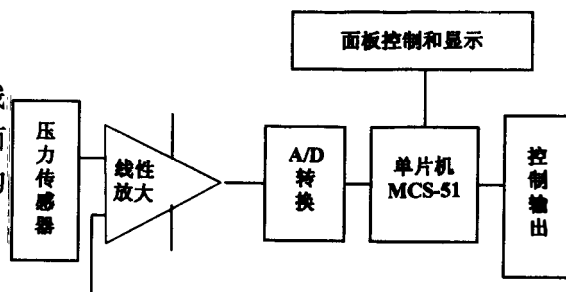 面板控制和显示
压
力
传
感
器
线性
放大
A/D
转
换
单片机
MCS-51
控
制
输
出